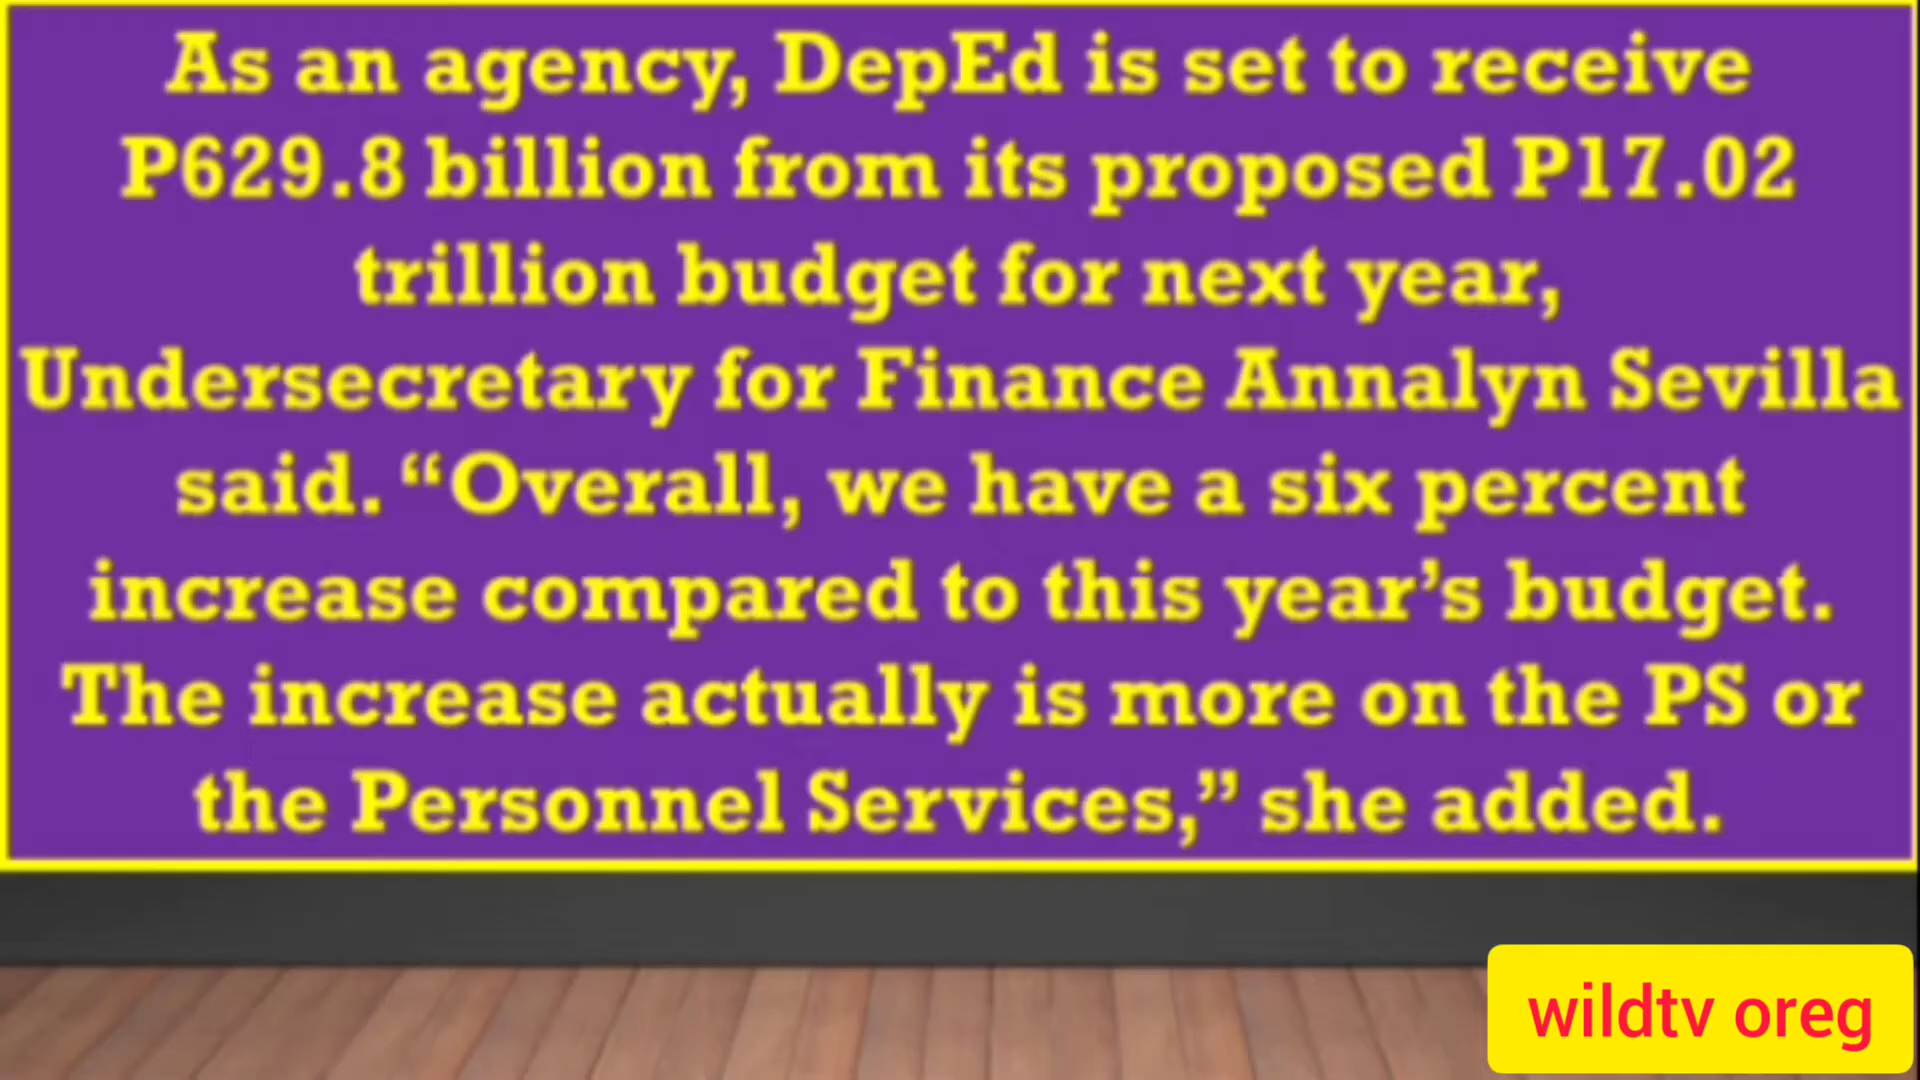 As an agency, DepEd is set to receive
P629.8 billion from its proposed P17.02
trillion budget for next year,
Undersecretary for Finance Annalyn Sevilla
said. “Overall, we have a six percent
increase compared to this year’s budget.
The increase actually is more on the PS or
the Personnel Services,” she added.
wildtv oreg